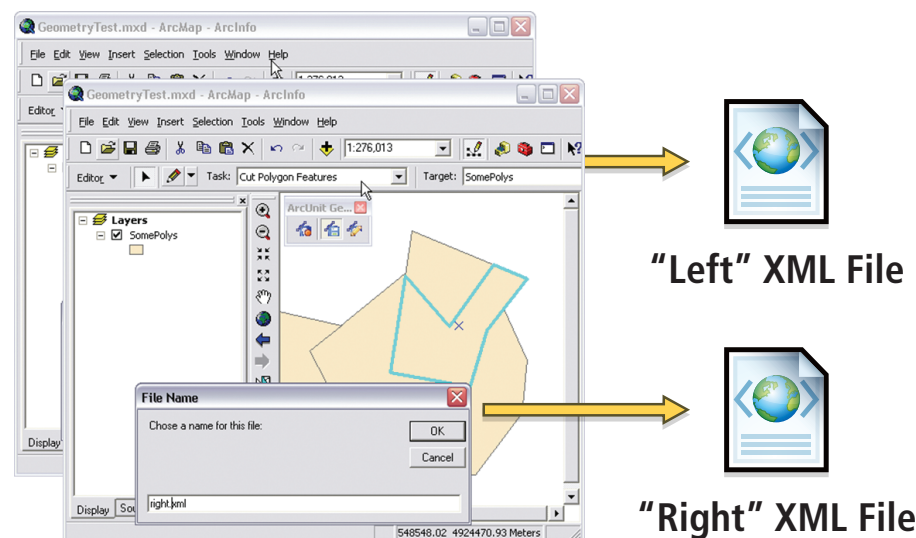 GeometryTest.mxd - ArcMap - ArcInfo
File Edit View Insert Selection Tools Window Help
Editor
Display
GeometryTest.mxd - ArcMap - ArcInfo
File Edit View Insert Selection Tools Window Help
1:276,013
Editor Task: Cut Polygon Features Target: SomePolys
Layers
SomePolys
ArcUnit Ge...
File Name
Chose a name for this file:
OK
Cancel
right.xml
Display Sou
548548.02 4924470.93 Meters
"Left" XML File
"Right" XML File